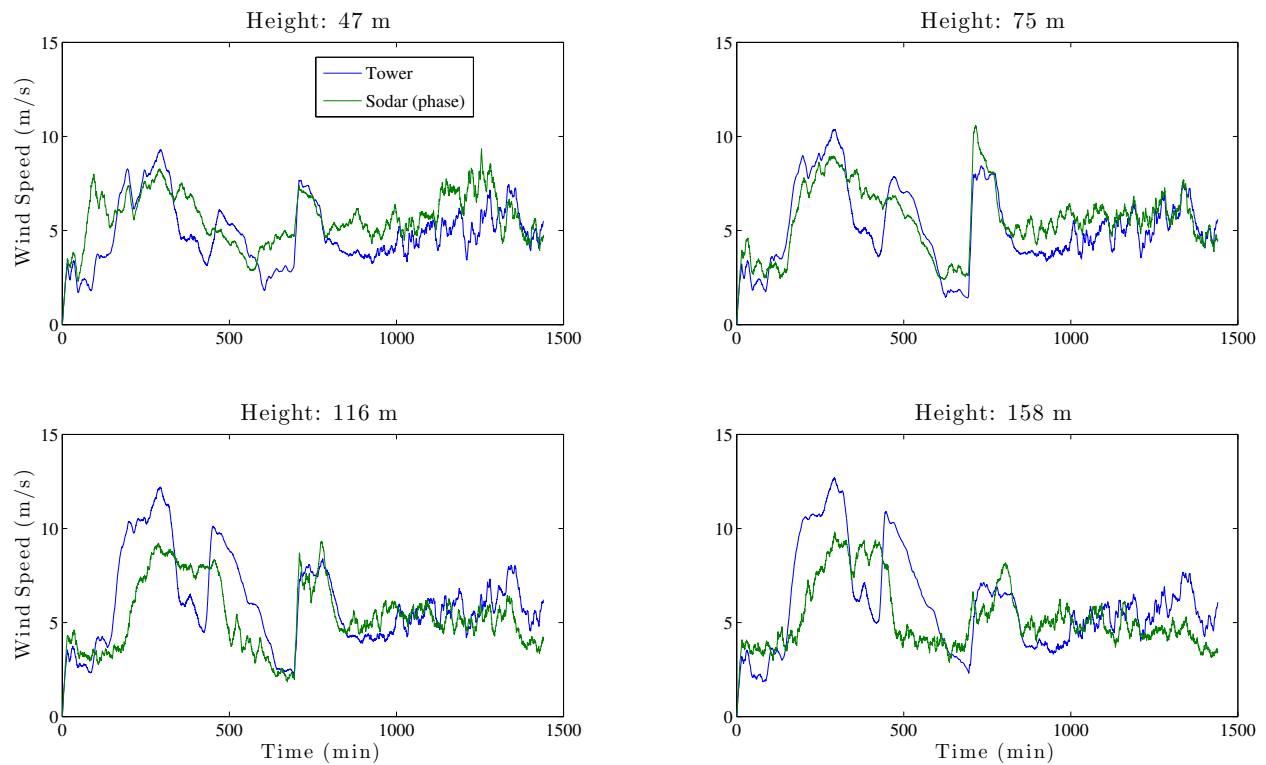 Height: 47 m
15
10
5
0
0 500 1000 1500
Wind Speed (m/s)
Tower
Sodar (phase)
Height: 75 m
15
10
5
0
0 500 1000 1500
Height: 116 m
15
10
5
0
0 500 1000 1500
Wind Speed (m/s)
Time (min)
Height: 158 m
15
10
5
0
0 500 1000 1500
Time (min)